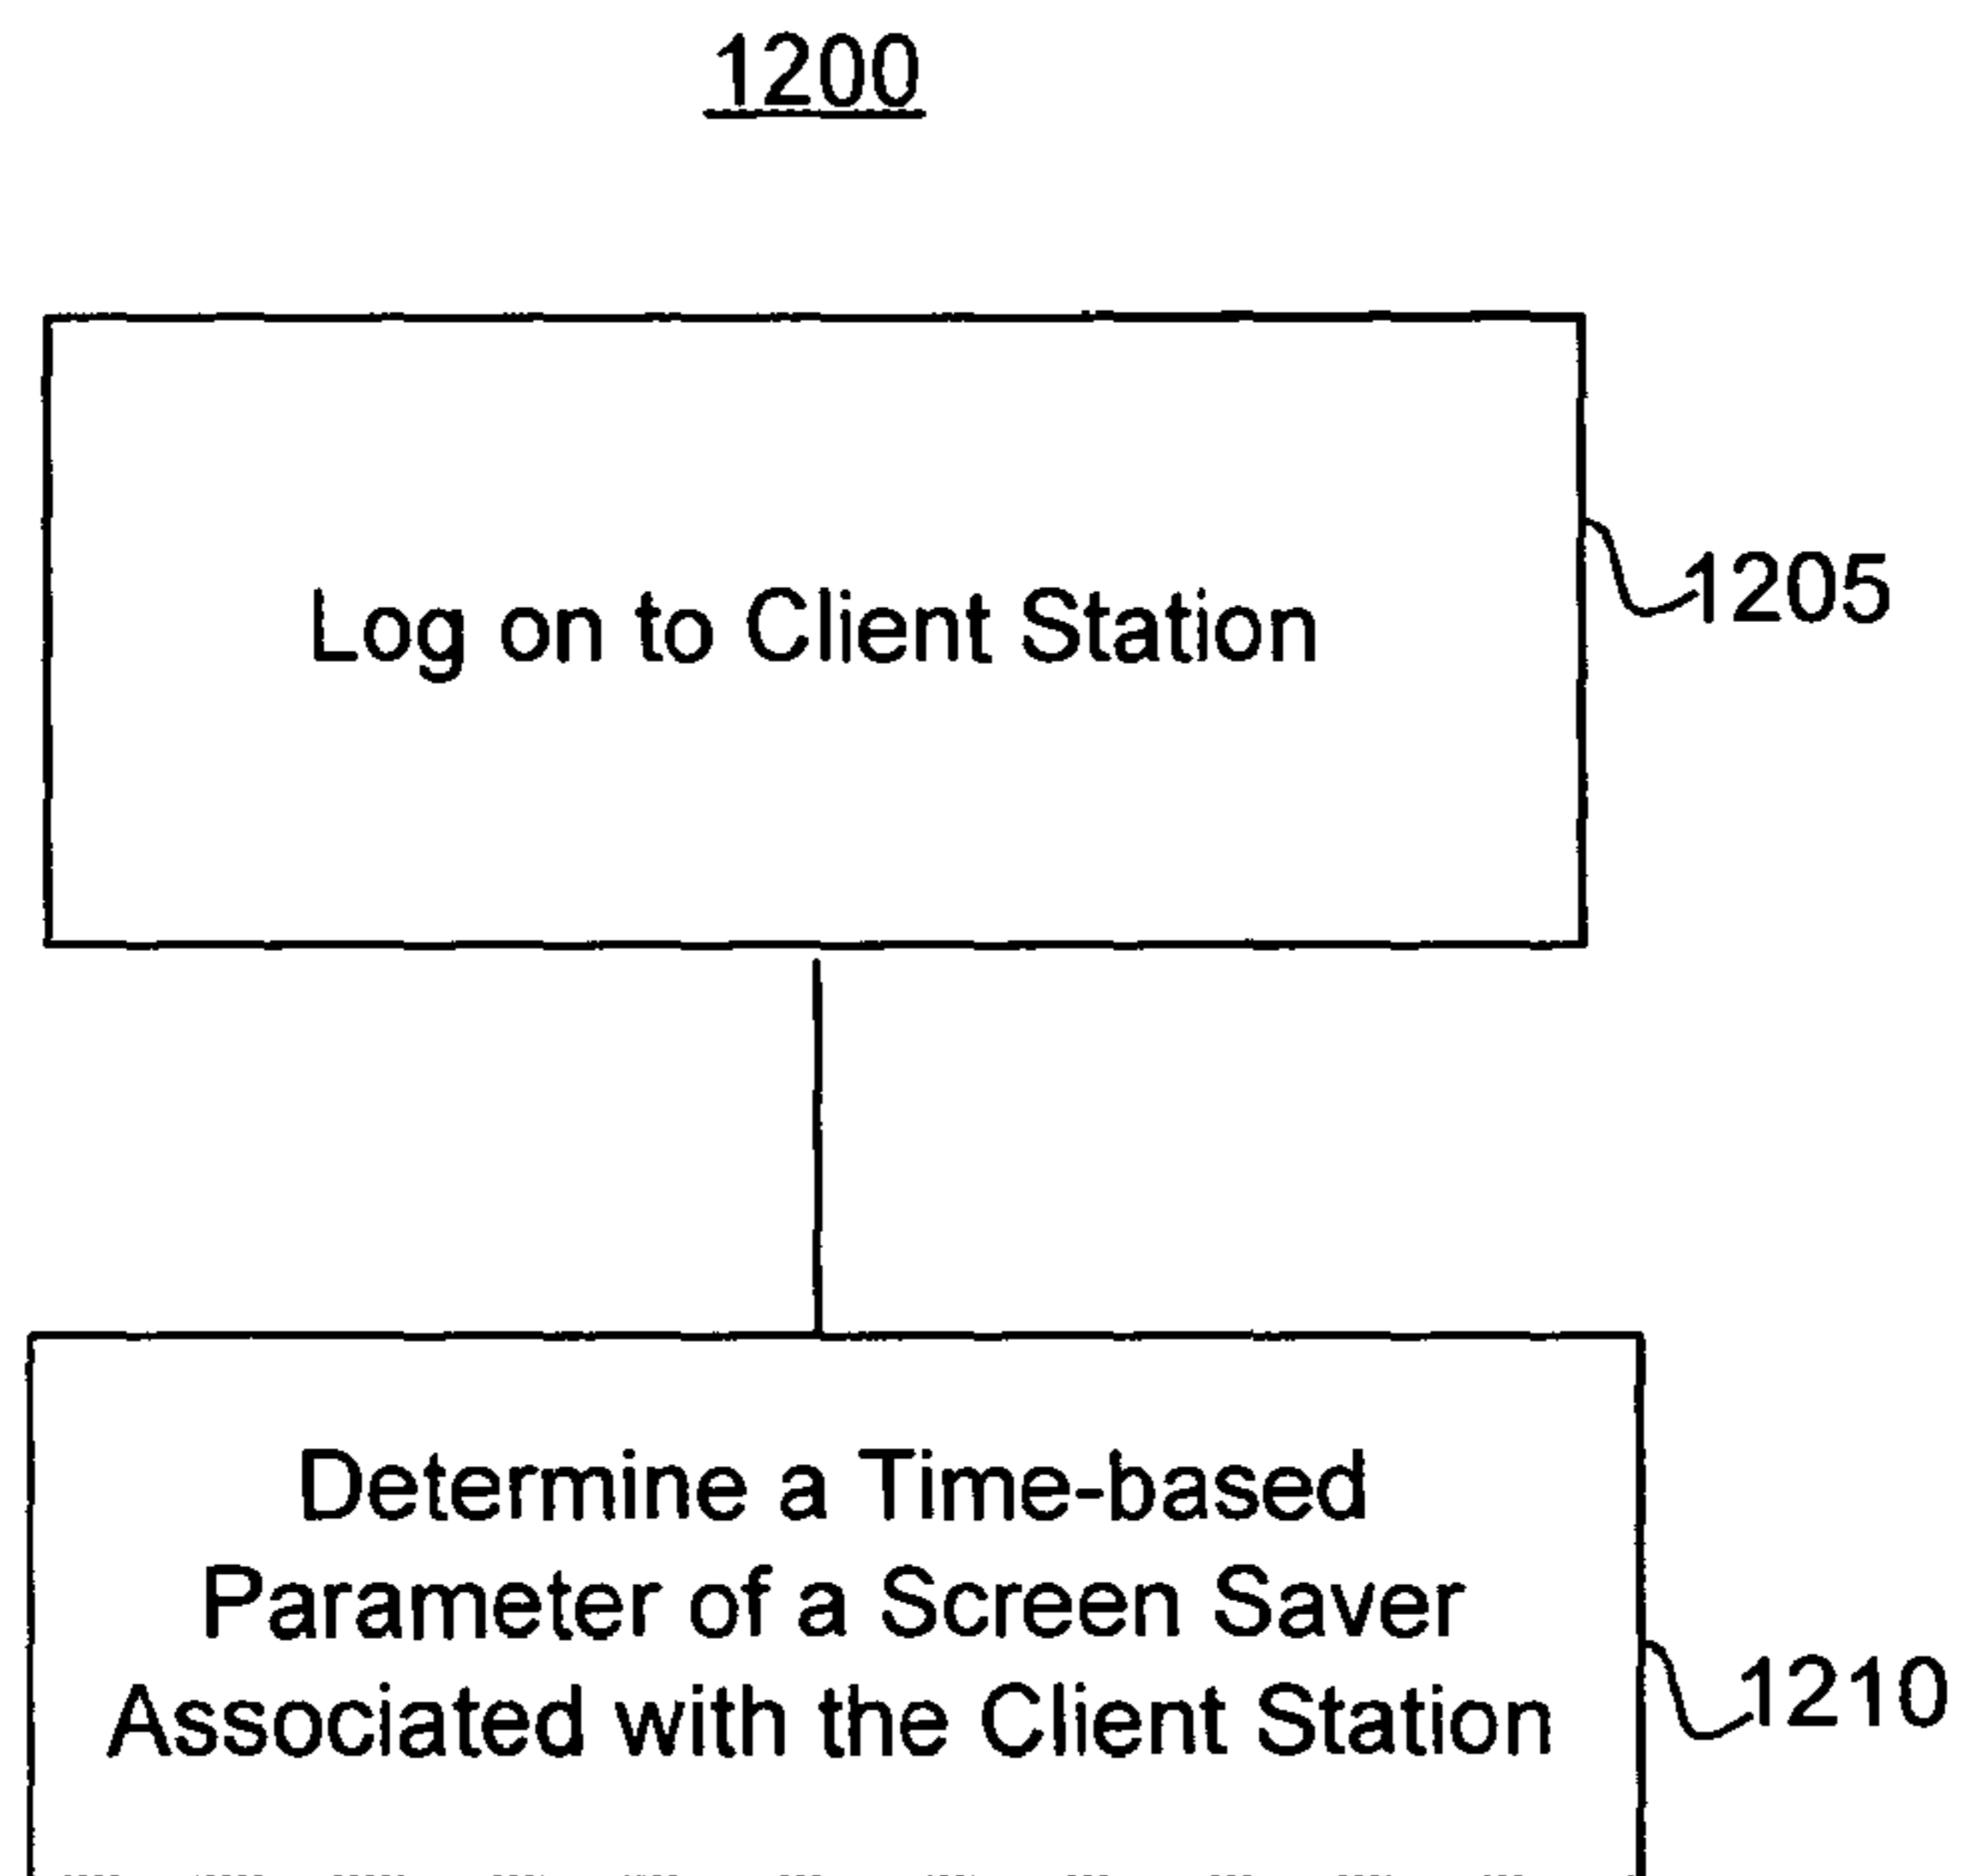 1200
Log on to Client Station
1205
Determine a Time-based
Parameter of a Screen Saver
Associated with the Client Station
1210